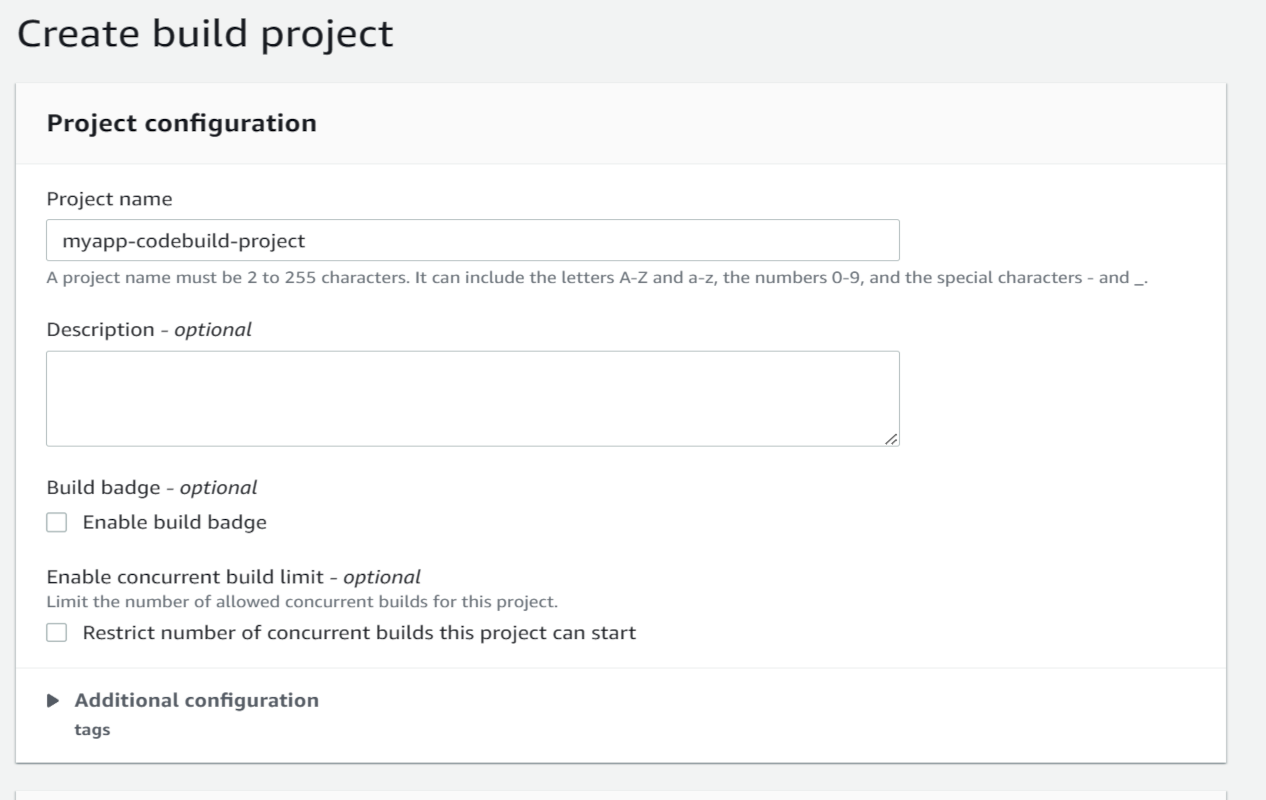 Create build project
Project configuration
Project name
myapp-codebuild-project
A project name must be 2 to 255 characters. It can include the letters A-Z and a-z, the numbers 0-9, and the special characters - and _.
Description - optional
Build badge - optional
Enable build badge
Enable concurrent build limit - optional
Limit the number of allowed concurrent builds for this project.
Restrict number of concurrent builds this project can start
Additional configuration
tags